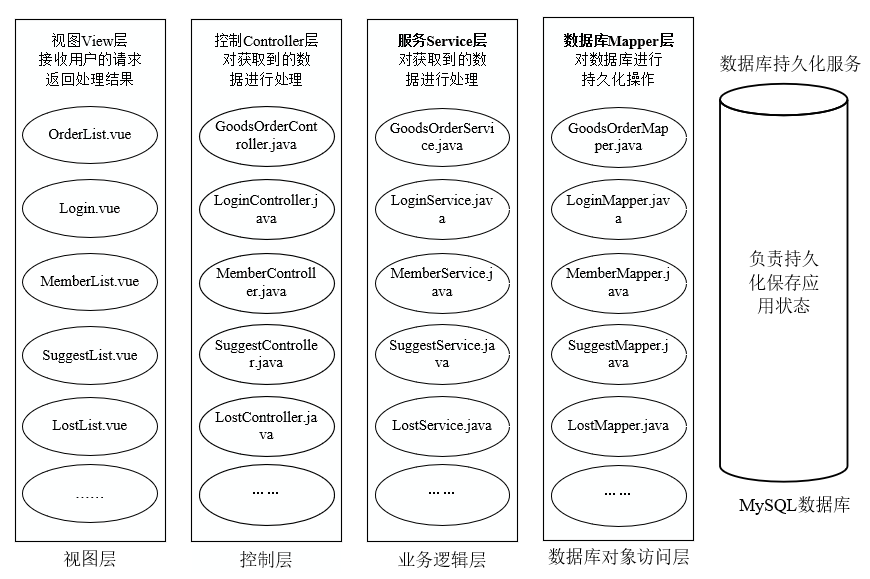 视图View层
接收用户的请求
返回处理结果
OrderList.vue
Login.vue
MemberList.vue
SuggestList.vue
LostList.vue
……
视图层
控制Controller层
对获取到的数
据进行处理
GoodsOrderCont
roller.java
LoginController.j
ava
MemberControll
er.java
SuggestControlle
r.java
LostController.ja
va
……
控制层
服务Service层
对获取到的数
据进行处理
GoodsOrderServi
ce.java
LoginService.jav
a
MemberService.j
ava
SuggestService.ja
va
LostService.java
……
业务逻辑层
数据库Mapper层
对数据库进行
持久化操作
GoodsOrderMap
per.java
LoginMapper.jav
a
MemberMapper.j
ava
SuggestMapper.j
ava
LostMapper.java
……
数据库对象访问层
数据库持久化服务
负责持久
化保存应
用状态
MySQL数据库